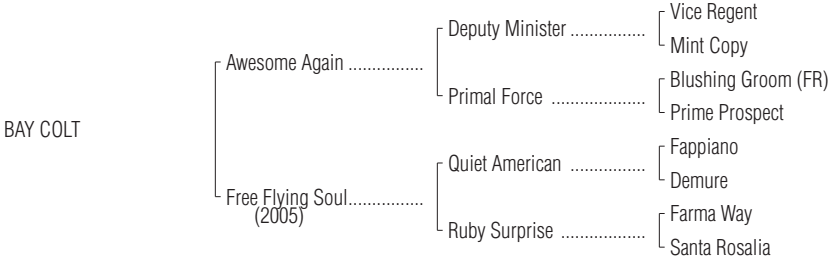 Vice Regent
Deputy Minister ................
Mint Copy
Awesome Again ................
Blushing Groom (FR)
Primal Force ....................
Prime Prospect
BAY COLT
Fappiano
Quiet American ................
Demure
Free Flying Soul................
(2005)
Farma Way
Ruby Surprise ..................
Santa Rosalia